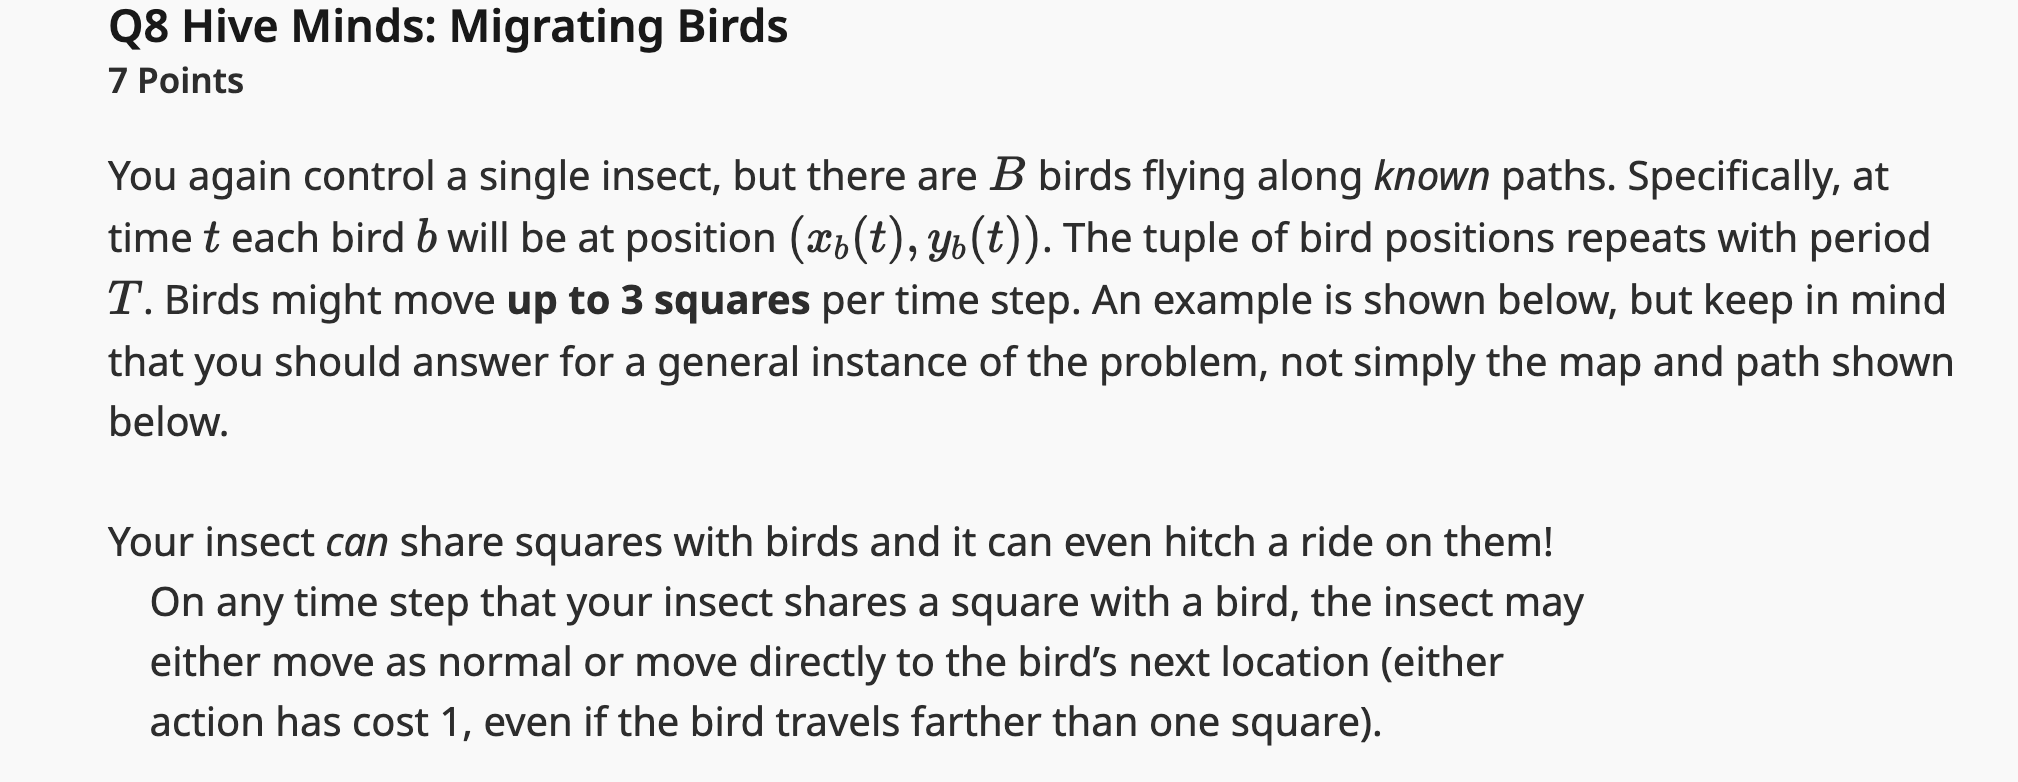 Q8 Hive Minds: Migrating Birds
7 Points
You again control a single insect, but there are B birds flying along known paths. Specifically, at
time t each bird b will be at position (x_b(t), y_b(t)). The tuple of bird positions repeats with period
T. Birds might move up to 3 squares per time step. An example is shown below, but keep in mind
that you should answer for a general instance of the problem, not simply the map and path shown
below.
Your insect can share squares with birds and it can even hitch a ride on them!
On any time step that your insect shares a square with a bird, the insect may
either move as normal or move directly to the bird’s next location (either
action has cost 1, even if the bird travels farther than one square).